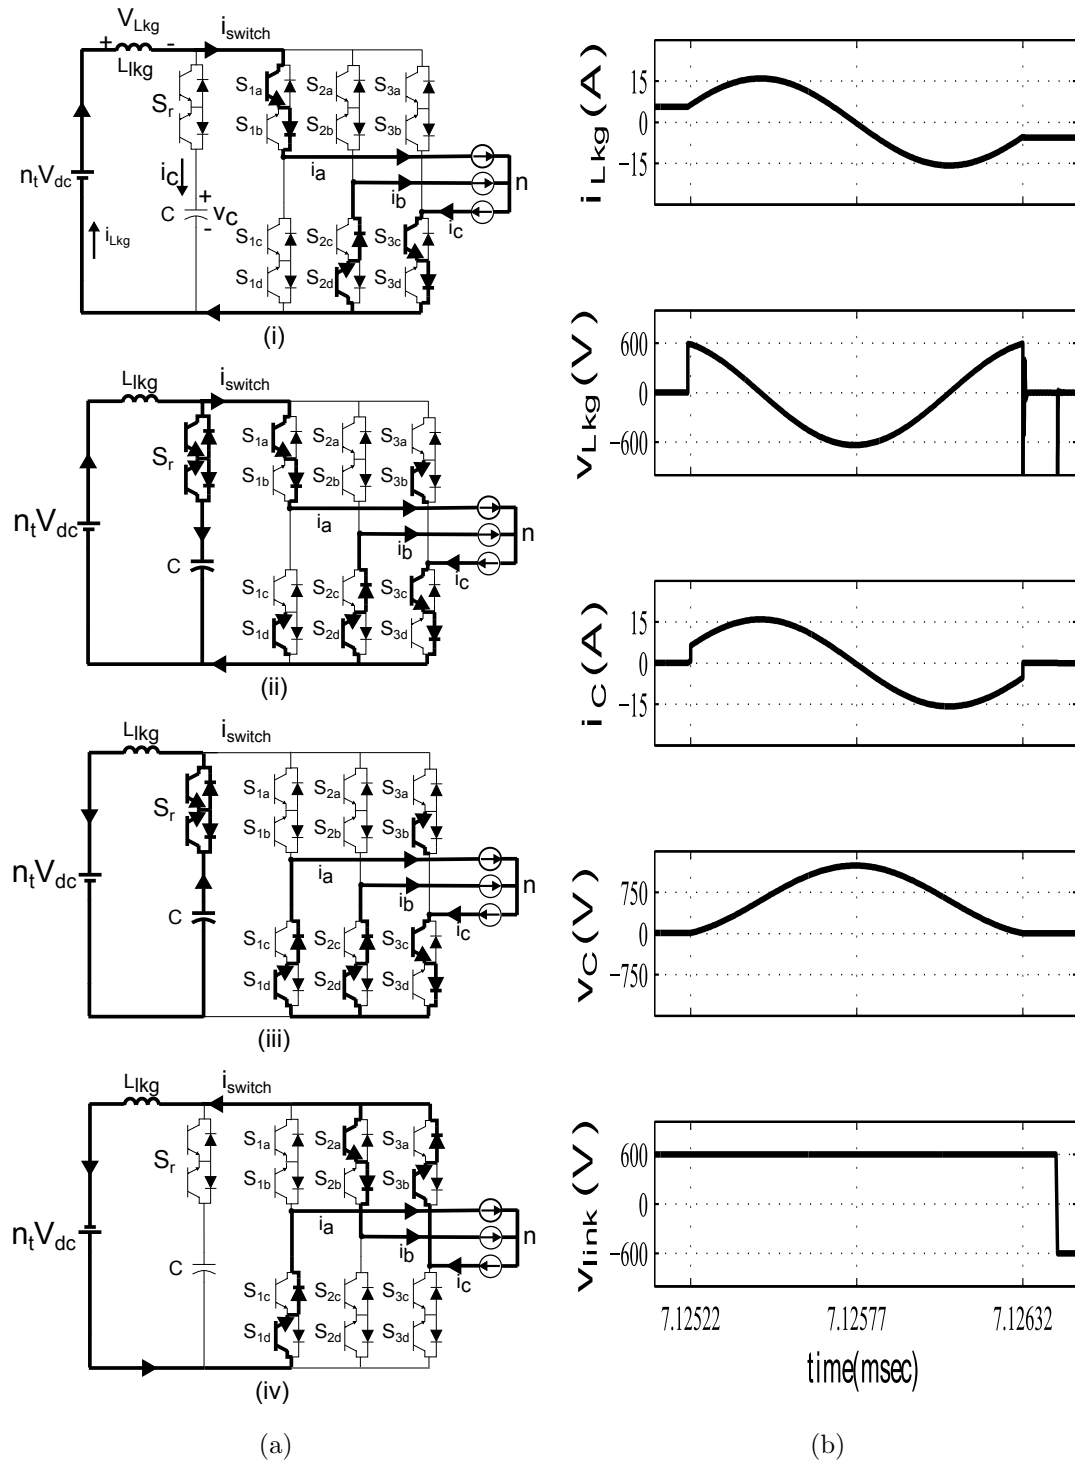 V_Lkg
+ -
i_switch
L_lkg
S_r
S_1a S_2a S_3a
S_1b S_2b S_3b
i_a
i_b
i_c
n
n_tV_dc
i_C
C
+
v_C
-
i_Lkg
S_1c S_2c S_3c
S_1d S_2d S_3d
(i)
L_lkg
i_switch
S_r
S_1a S_2a S_3a
S_1b S_2b S_3b
n_tV_dc
i_a
i_b
i_c
n
C
S_1c S_2c S_3c
S_1d S_2d S_3d
(ii)
L_lkg
i_switch
S_r
S_1a S_2a S_3a
S_1b S_2b S_3b
n_tV_dc
i_a
i_b
i_c
n
C
S_1c S_2c S_3c
S_1d S_2d S_3d
(iii)
L_lkg
i_switch
S_r
S_1a S_2a S_3a
S_1b S_2b S_3b
n_tV_dc
i_a
i_b
i_c
n
C
S_1c S_2c S_3c
S_1d S_2d S_3d
(iv)
(a)
i_Lkg (A)
15
0
−15
V_Lkg (V)
600
0
−600
i_C (A)
15
0
−15
V_C (V)
750
0
−750
V_link (V)
600
0
−600
7.12522 7.12577 7.12632
time(msec)
(b)